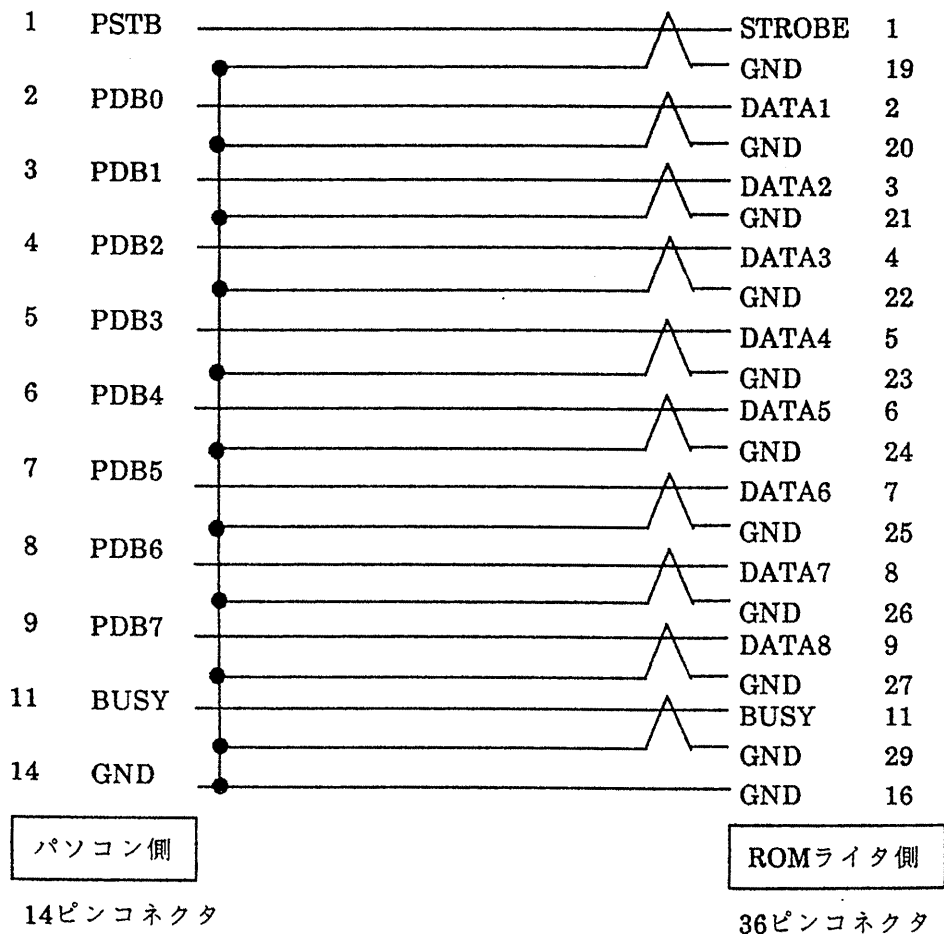 1 PSTB STROBE 1
GND 19
2 PDB0 DATA1 2
GND 20
3 PDB1 DATA2 3
GND 21
4 PDB2 DATA3 4
GND 22
5 PDB3 DATA4 5
GND 23
6 PDB4 DATA5 6
GND 24
7 PDB5 DATA6 7
GND 25
8 PDB6 DATA7 8
GND 26
9 PDB7 DATA8 9
GND 27
11 BUSY BUSY 11
GND 29
14 GND GND 16
パソコン側 ROMライタ側
14ピンコネクタ 36ピンコネクタ